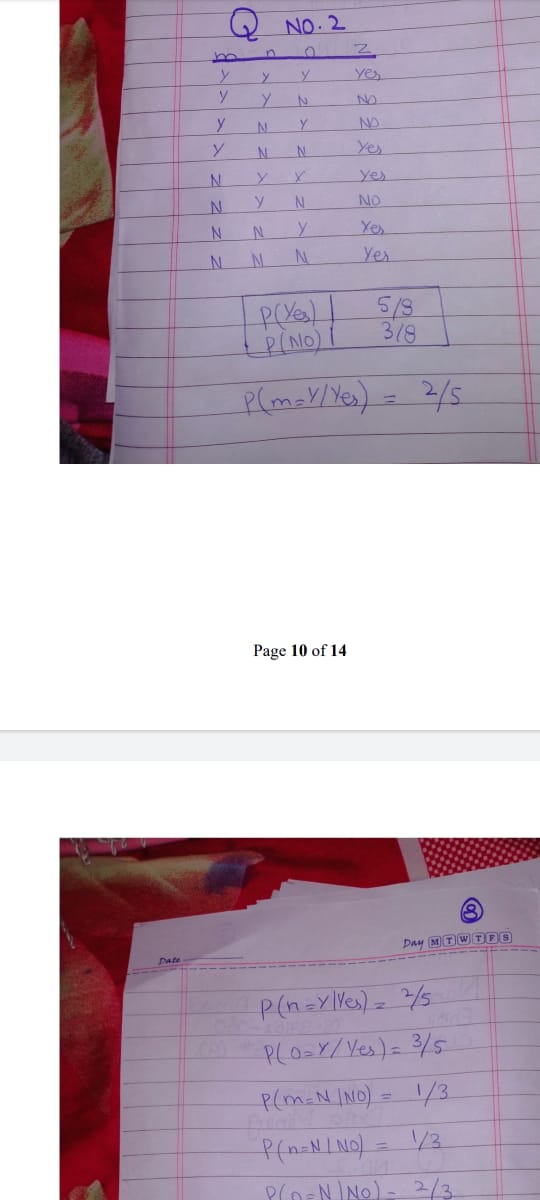 Q NO. 2
m n o z
Y Y Y Yes
Y Y N NO
Y N Y NO
Y N N Yes
N Y Y Yes
N Y N NO
N N Y Yes
N N N Yes
P(Yes) | 5/8
P(NO) | 3/8
P(m=Y/Yes) = 2/5
Page 10 of 14
8
Day M T W T F S
Date
P(n=Y|Yes) = 2/5
P(o=Y/Yes) = 3/5
P(m=N|NO) = 1/3
P(n=N|NO) = 1/3
P(o=N|NO) = 2/3